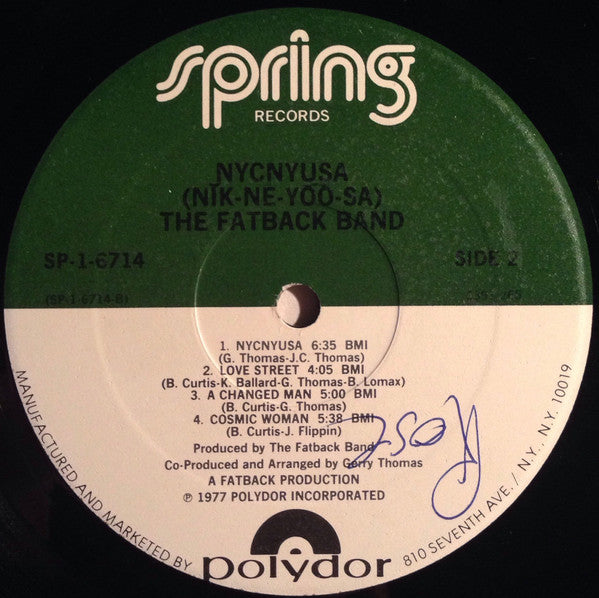 spring
RECORDS
NYCNYUSA
(NIK-NE-YOO-SA)
THE FATBACK BAND
SP-1-6714
SIDE 2
(SP-1-6714-B)
1. NYCNYUSA 6:35 BMI
(G. Thomas-J.C. Thomas)
2. LOVE STREET 4:05 BMI
(B. Curtis-K. Ballard-G. Thomas-B. Lomax)
3. A CHANGED MAN 5:00 BMI
(B. Curtis-G. Thomas)
4. COSMIC WOMAN 5:38 BMI
(B. Curtis-J. Flippin)
Produced by The Fatback Band
Co-Produced and Arranged by Gerry Thomas
A FATBACK PRODUCTION
℗ 1977 POLYDOR INCORPORATED
MANUFACTURED AND MARKETED BY
polydor
810 SEVENTH AVE. / N.Y., N.Y. 10019